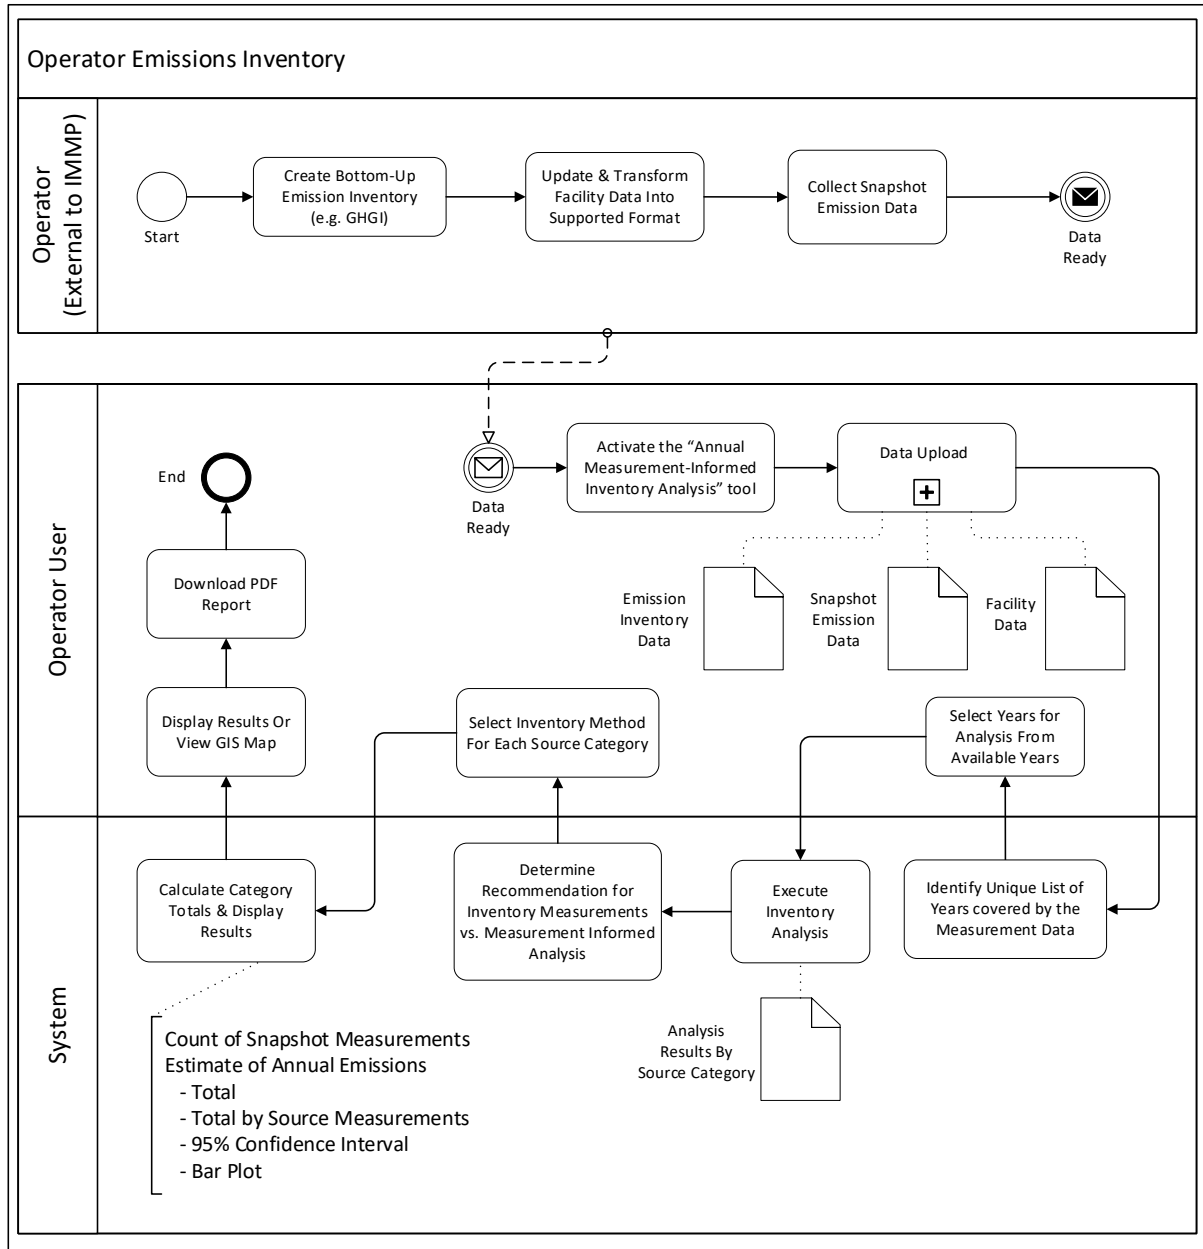 Operator Emissions Inventory
Operator
(External to IMMP)
Start
Create Bottom-Up
Emission Inventory
(e.g. GHGI)
Update & Transform
Facility Data Into
Supported Format
Collect Snapshot
Emission Data
Data
Ready
Operator User
End
Data
Ready
Activate the “Annual
Measurement-Informed
Inventory Analysis” tool
Data Upload
Download PDF
Report
Emission
Inventory
Data
Snapshot
Emission
Data
Facility
Data
Display Results Or
View GIS Map
Select Inventory Method
For Each Source Category
Select Years for
Analysis From
Available Years
System
Calculate Category
Totals & Display
Results
Determine
Recommendation for
Inventory Measurements
vs. Measurement Informed
Analysis
Execute
Inventory
Analysis
Identify Unique List of
Years covered by the
Measurement Data
Count of Snapshot Measurements
Estimate of Annual Emissions
- Total
- Total by Source Measurements
- 95% Confidence Interval
- Bar Plot
Analysis
Results By
Source Category